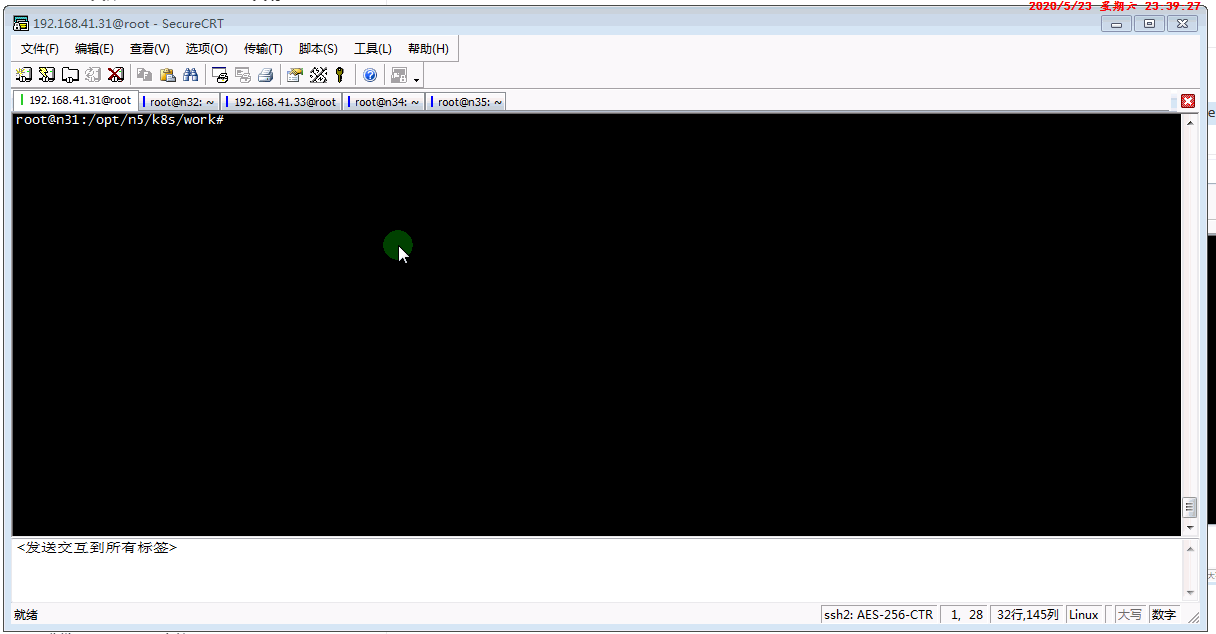 2020/5/23 星期六 23.39.27
192.168.41.31@root - SecureCRT
文件(F) 编辑(E) 查看(V) 选项(O) 传输(T) 脚本(S) 工具(L) 帮助(H)
192.168.41.31@root root@n32: ~ 192.168.41.33@root root@n34: ~ root@n35: ~
root@n31:/opt/n5/k8s/work#
<发送交互到所有标签>
就绪 ssh2: AES-256-CTR 1, 28 32行,145列 Linux 大写 数字